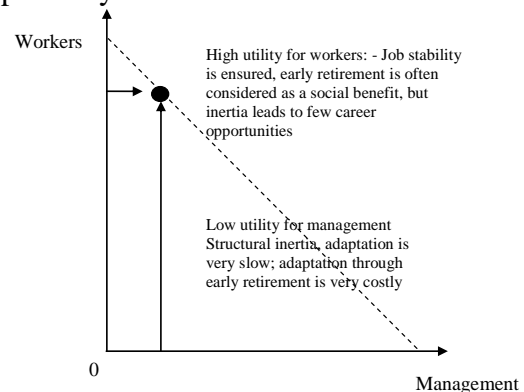 Workers
High utility for workers: - Job stability
is ensured, early retirement is often
considered as a social benefit, but
inertia leads to few career
opportunities
Low utility for management
Structural inertia, adaptation is
very slow; adaptation through
early retirement is very costly
0
Management